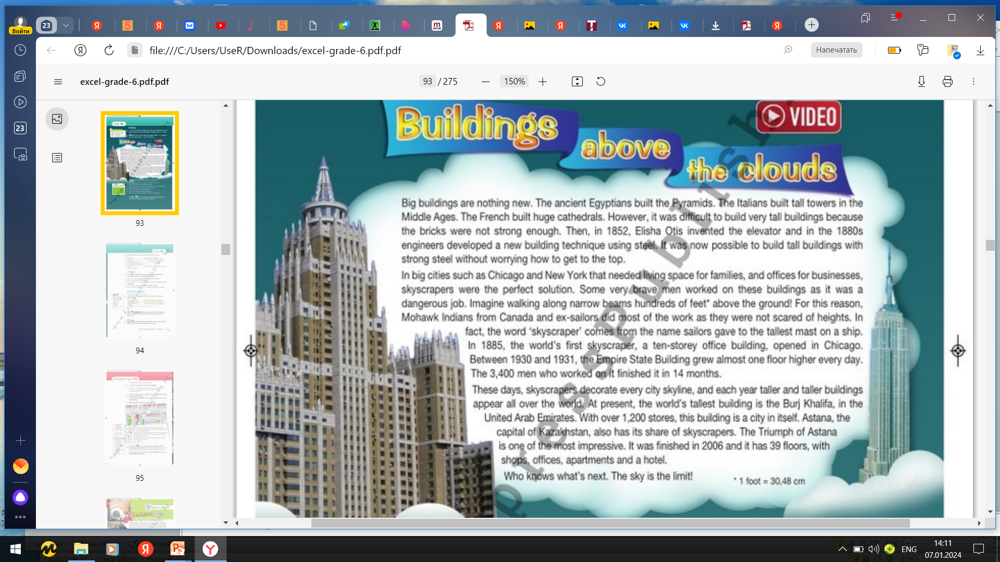 Войти
23
file:///C:/Users/UseR/Downloads/excel-grade-6.pdf.pdf
Напечатать
excel-grade-6.pdf.pdf
93 / 275
150%
23
93
94
95
Buildings
above
the clouds
VIDEO
Big buildings are nothing new. The ancient Egyptians built the Pyramids. The Italians built tall towers in the
Middle Ages. The French built huge cathedrals. However, it was difficult to build very tall buildings because
the bricks were not strong enough. Then, in 1852, Elisha Otis invented the elevator and in the 1880s
engineers developed a new building technique using steel. It was now possible to build tall buildings with
strong steel without worrying how to get to the top.
In big cities such as Chicago and New York that needed living space for families, and offices for businesses,
skyscrapers were the perfect solution. Some very brave men worked on these buildings as it was a
dangerous job. Imagine walking along narrow beams hundreds of feet* above the ground! For this reason,
Mohawk Indians from Canada and ex-sailors did most of the work as they were not scared of heights. In
fact, the word ‘skyscraper’ comes from the name sailors gave to the tallest mast on a ship.
In 1885, the world’s first skyscraper, a ten-storey office building, opened in Chicago.
Between 1930 and 1931, the Empire State Building grew almost one floor higher every day.
The 3,400 men who worked on it finished it in 14 months.
These days, skyscrapers decorate every city skyline, and each year taller and taller buildings
appear all over the world. At present, the world’s tallest building is the Burj Khalifa, in the
United Arab Emirates. With over 1,200 stores, this building is a city in itself. Astana, the
capital of Kazakhstan, also has its share of skyscrapers. The Triumph of Astana
is one of the most impressive. It was finished in 2006 and it has 39 floors, with
shops, offices, apartments and a hotel.
Who knows what’s next. The sky is the limit!
* 1 foot = 30,48 cm
ENG
14:11
07.01.2024